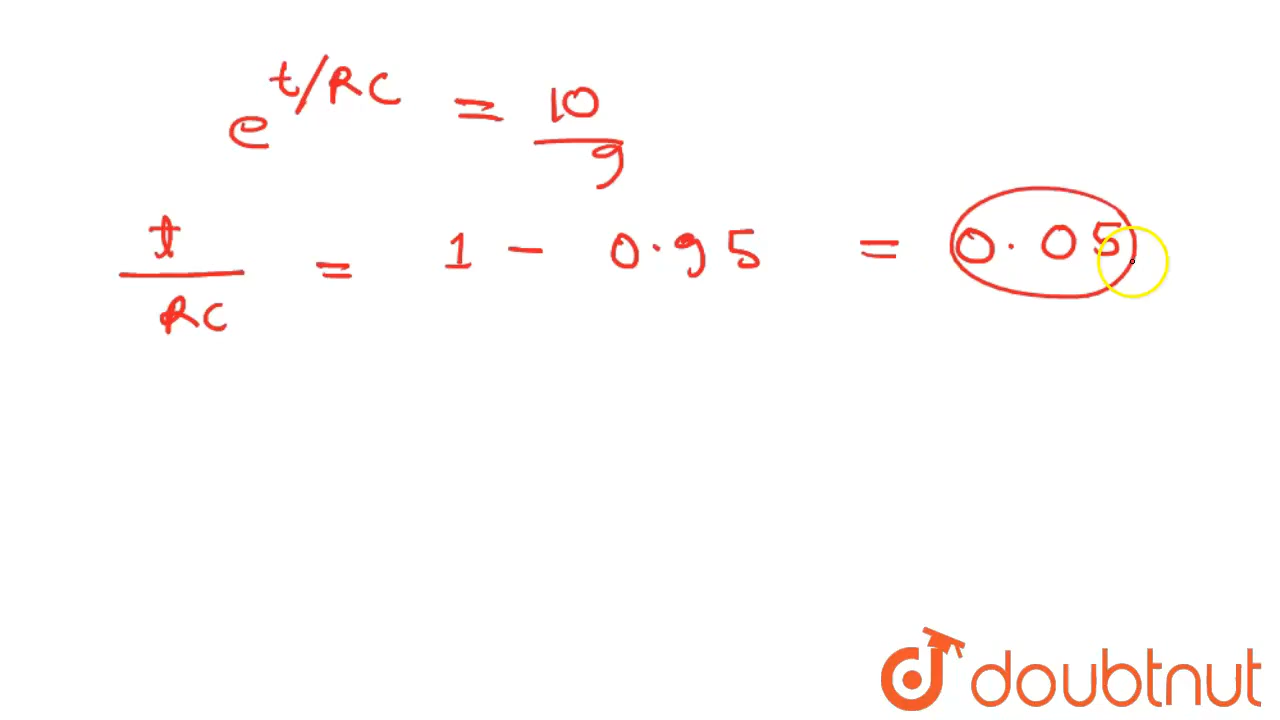 e^{t/RC} = 10/9
t/RC = 1 - 0.95 = 0.05
doubtnut